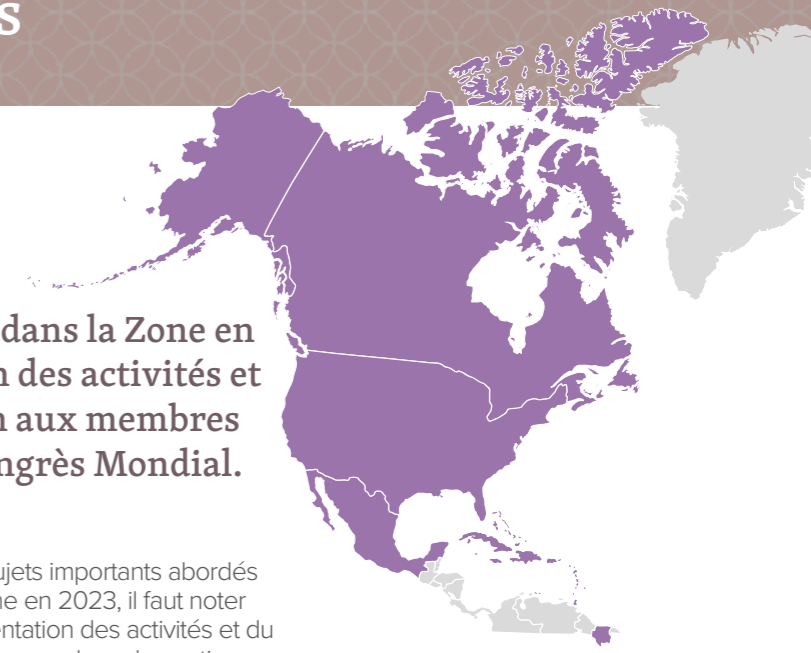 s
dans la Zone en
des activités et
aux membres
ngrès Mondial.
ujets importants abordés
ne en 2023, il faut noter
entation des activités et du